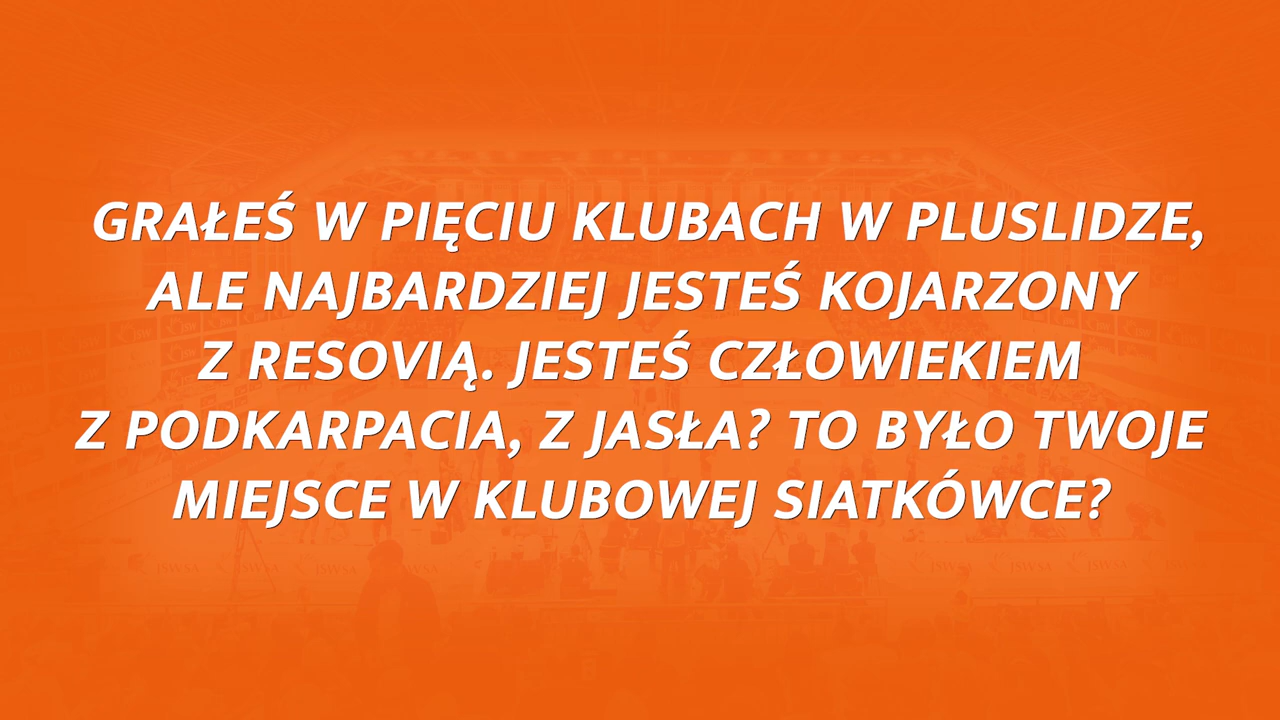 GRAŁEŚ W PIĘCIU KLUBACH W PLUSLIDZE,
ALE NAJBARDZIEJ JESTEŚ KOJARZONY
Z RESOVIĄ. JESTEŚ CZŁOWIEKIEM
Z PODKARPACIA, Z JASŁA? TO BYŁO TWOJE
MIEJSCE W KLUBOWEJ SIATKÓWCE?